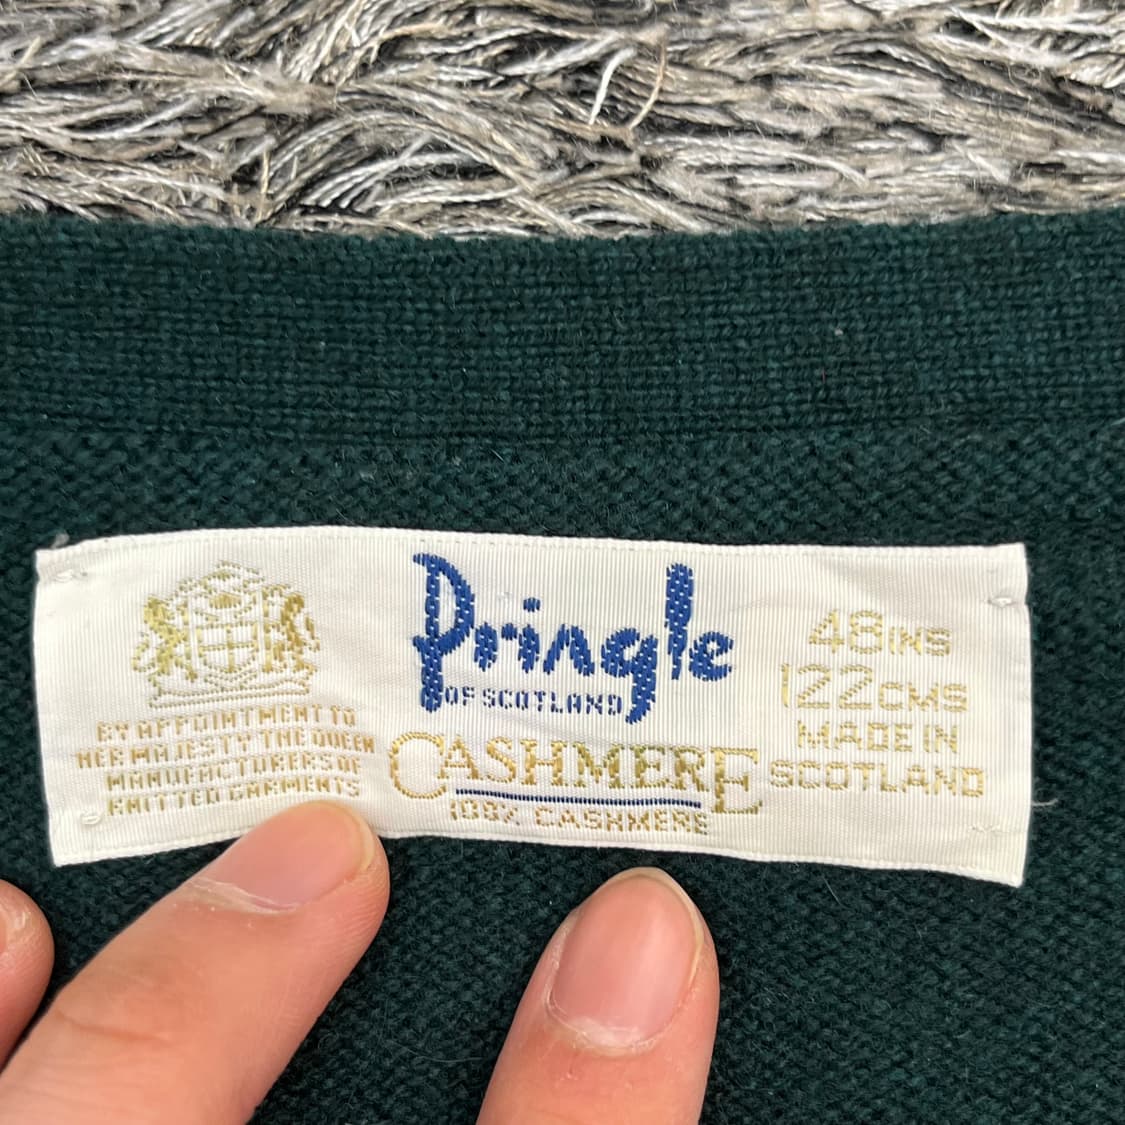 BY APPOINTMENT TO
HER MAJESTY THE QUEEN
MANUFACTURERS OF
KNITTED GARMENTS
Pringle
OF SCOTLAND
CASHMERE
100% CASHMERE
48INS
122CMS
MADE IN
SCOTLAND